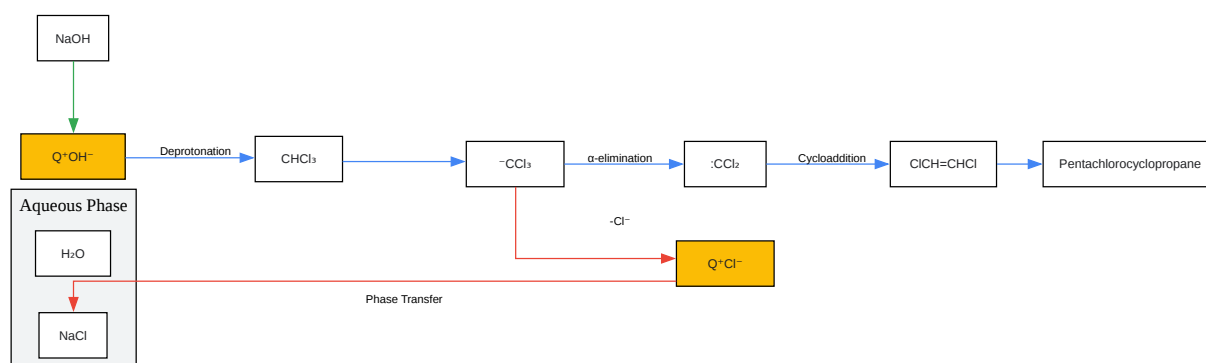 NaOH
Q⁺OH⁻
Deprotonation
CHCl₃
⁻CCl₃
α-elimination
:CCl₂
Cycloaddition
ClCH=CHCl
Pentachlorocyclopropane
Aqueous Phase
H₂O
-Cl⁻
Q⁺Cl⁻
Phase Transfer
NaCl